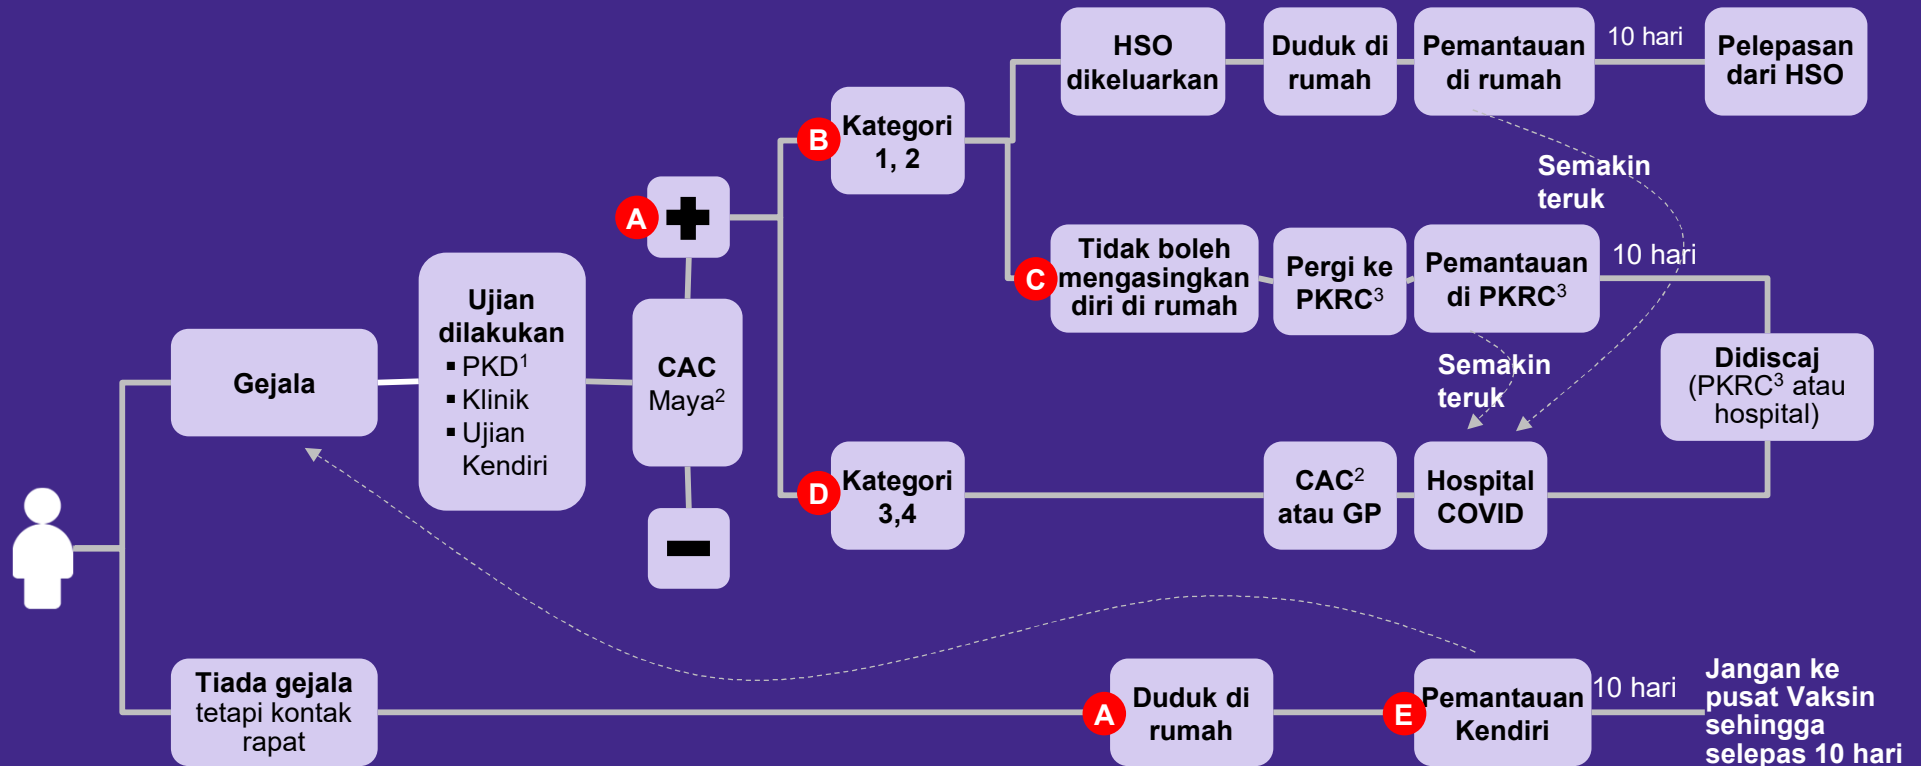 HSO
dikeluarkan
Duduk di
rumah
Pemantauan
di rumah
10 hari
Pelepasan
dari HSO
B
Kategori
1, 2
Semakin
teruk
A
C
Tidak boleh
mengasingkan
diri di rumah
Pergi ke
PKRC³
Pemantauan
di PKRC³
10 hari
Ujian
dilakukan
▪ PKD¹
▪ Klinik
▪ Ujian
Kendiri
Gejala
CAC
Maya²
Semakin
teruk
Didiscaj
(PKRC³ atau
hospital)
D
Kategori
3,4
CAC²
atau GP
Hospital
COVID
Tiada gejala
tetapi kontak
rapat
A
Duduk di
rumah
E
Pemantauan
Kendiri
10 hari
Jangan ke
pusat Vaksin
sehingga
selepas 10 hari